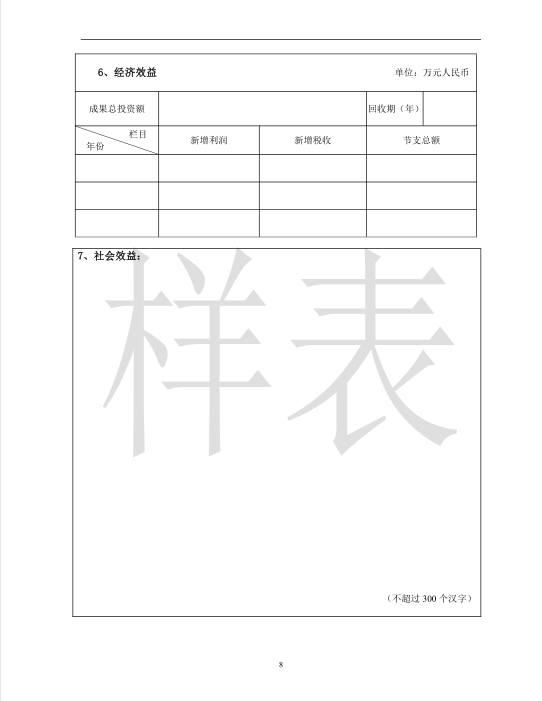 6、经济效益 单位：万元人民币
成果总投资额 回收期（年）
栏目
年份 新增利润 新增税收 节支总额
7、社会效益：
样表
（不超过 300 个汉字）
8